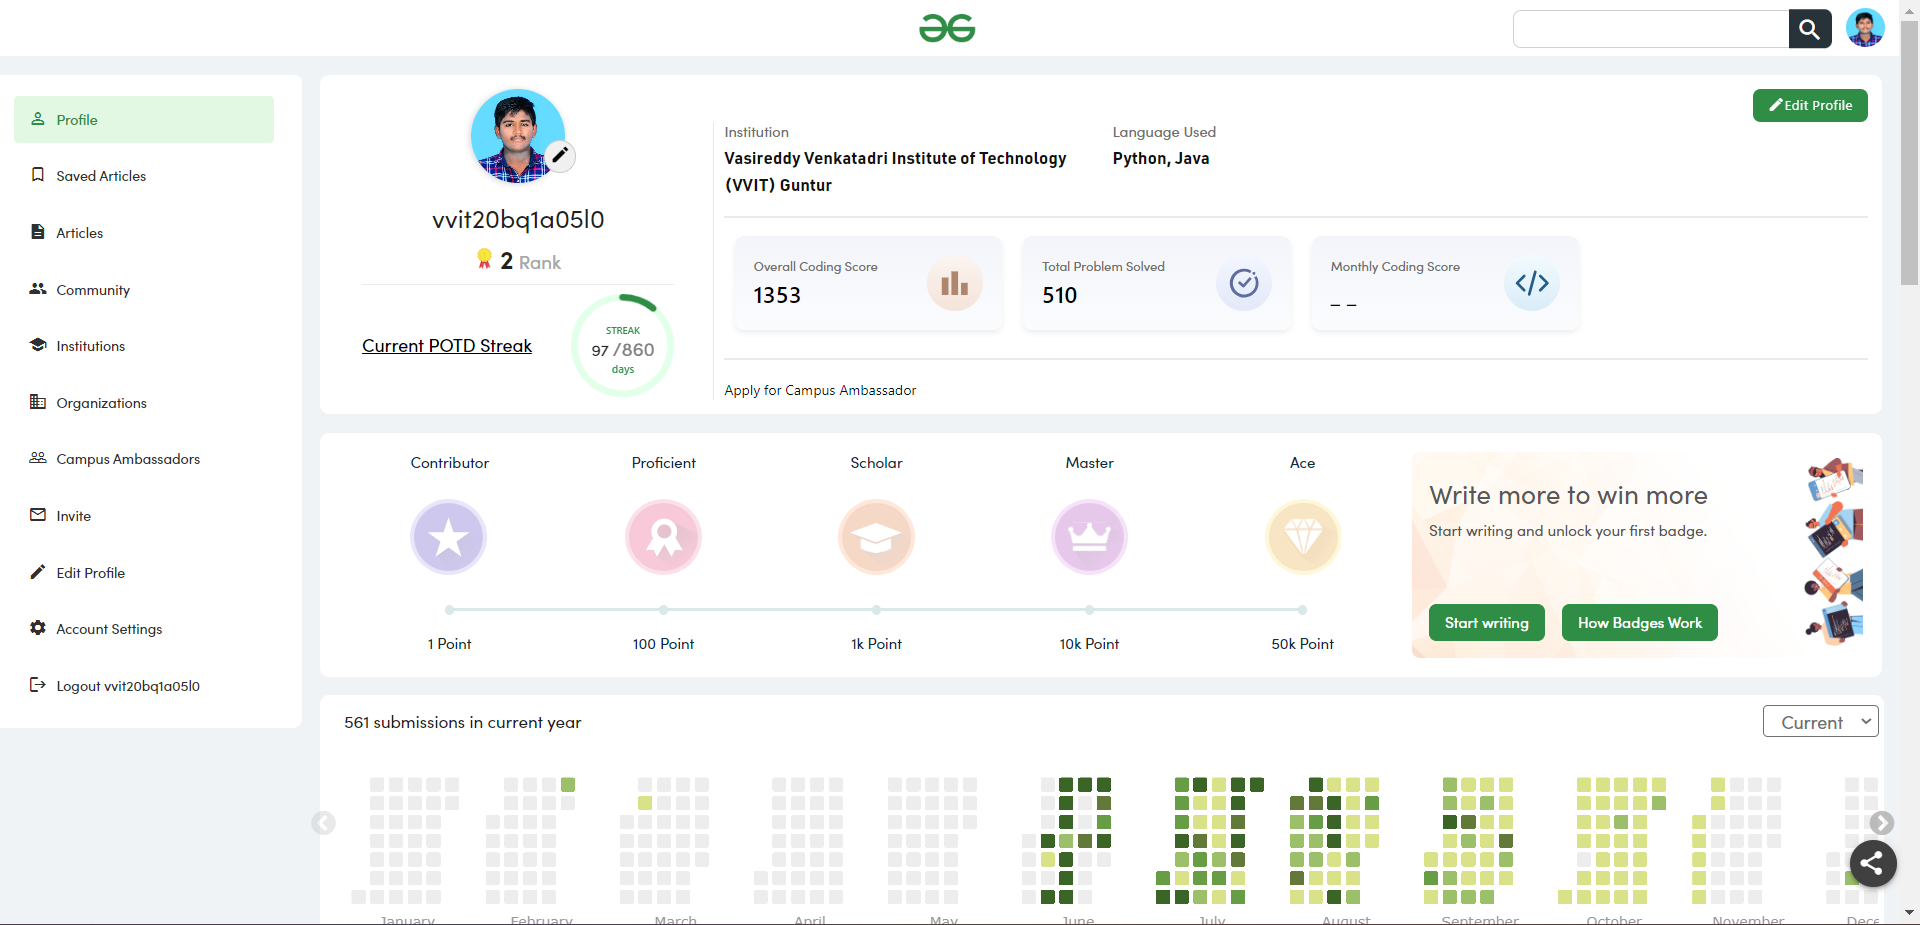 Profile
Saved Articles
Articles
Community
Institutions
Organizations
Campus Ambassadors
Invite
Edit Profile
Account Settings
Logout vvit20bq1a05l0
vvit20bq1a05l0
2 Rank
Current POTD Streak
STREAK
97 /860
days
Institution
Vasireddy Venkatadri Institute of Technology
(VVIT) Guntur
Language Used
Python, Java
Edit Profile
Overall Coding Score
1353
Total Problem Solved
510
Monthly Coding Score
_ _
Apply for Campus Ambassador
Contributor
Proficient
Scholar
Master
Ace
1 Point
100 Point
1k Point
10k Point
50k Point
Write more to win more
Start writing and unlock your first badge.
Start writing
How Badges Work
561 submissions in current year
Current
January
February
March
April
May
June
July
August
September
October
November
Dece